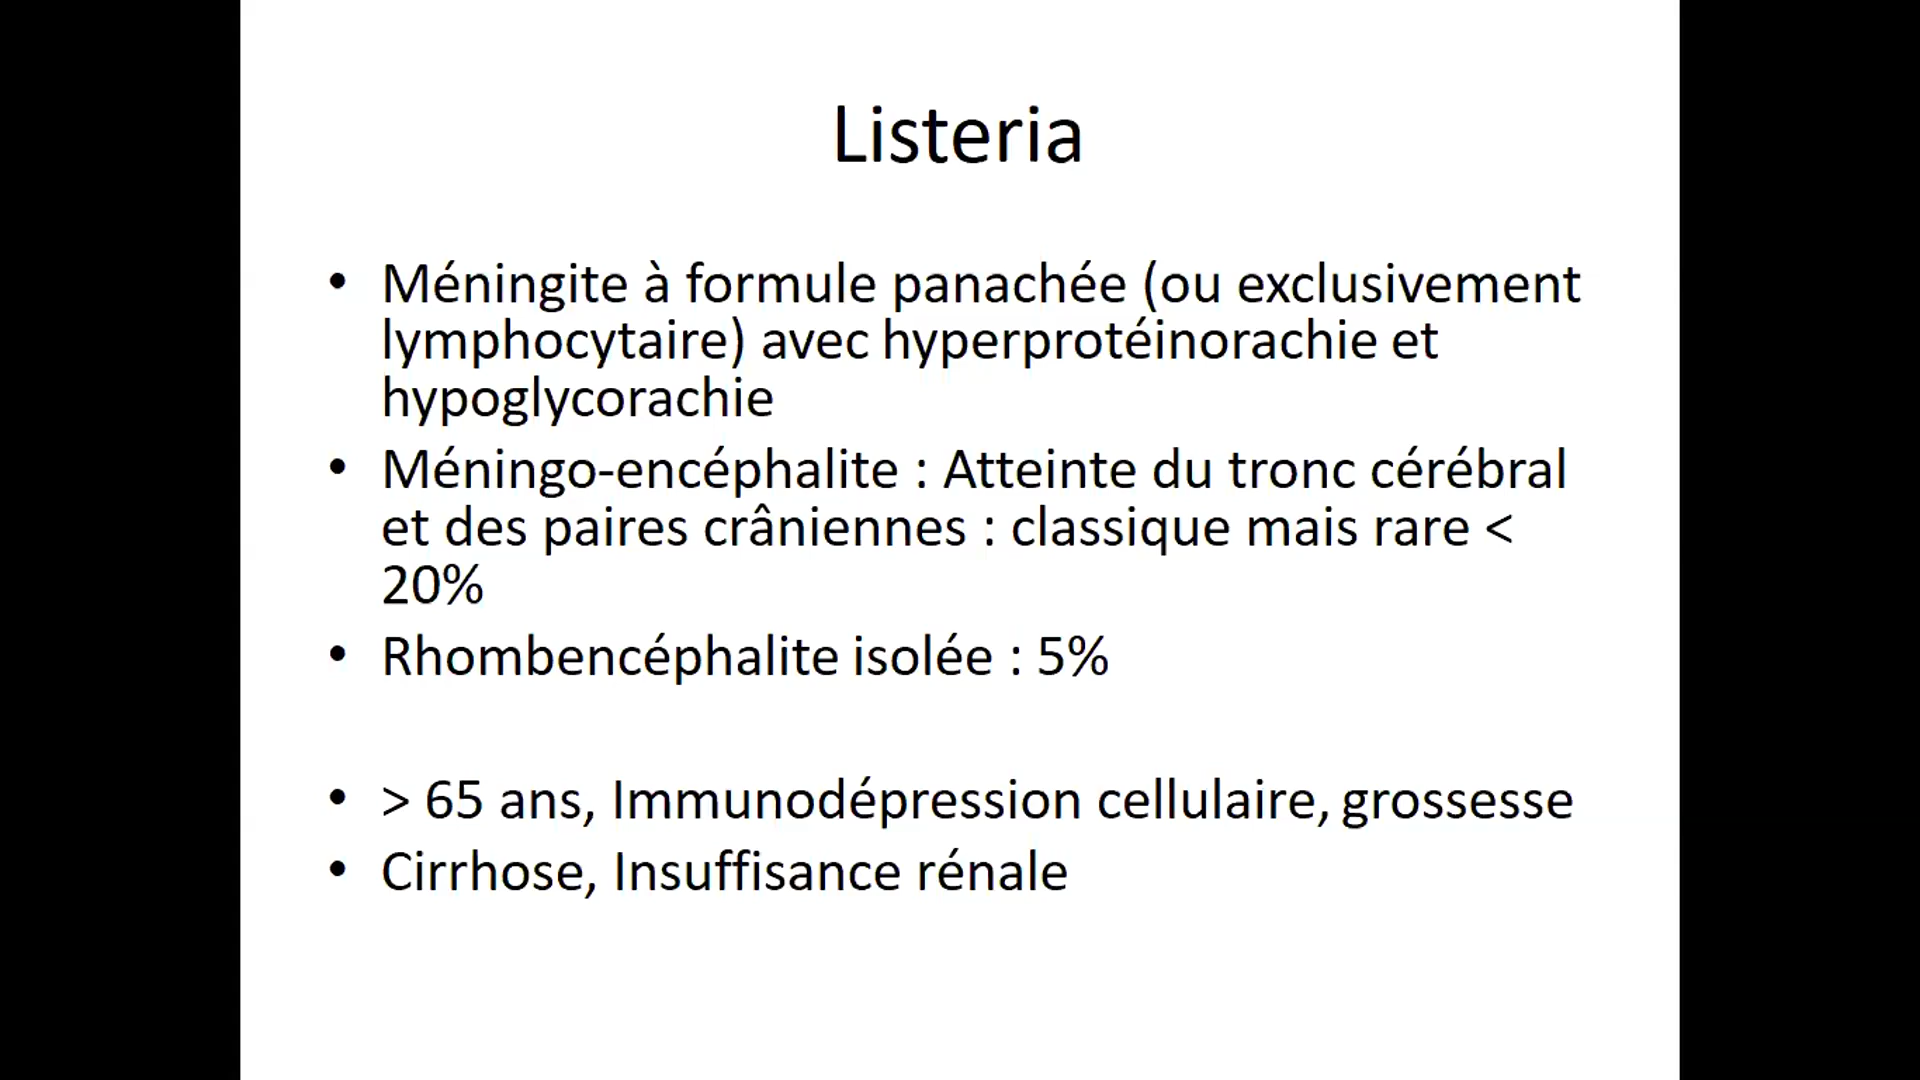 Listeria
• Méningite à formule panachée (ou exclusivement
lymphocytaire) avec hyperprotéinorachie et
hypoglycorachie
• Méningo-encéphalite : Atteinte du tronc cérébral
et des paires crâniennes : classique mais rare <
20%
• Rhombencéphalite isolée : 5%
• > 65 ans, Immunodépression cellulaire, grossesse
• Cirrhose, Insuffisance rénale